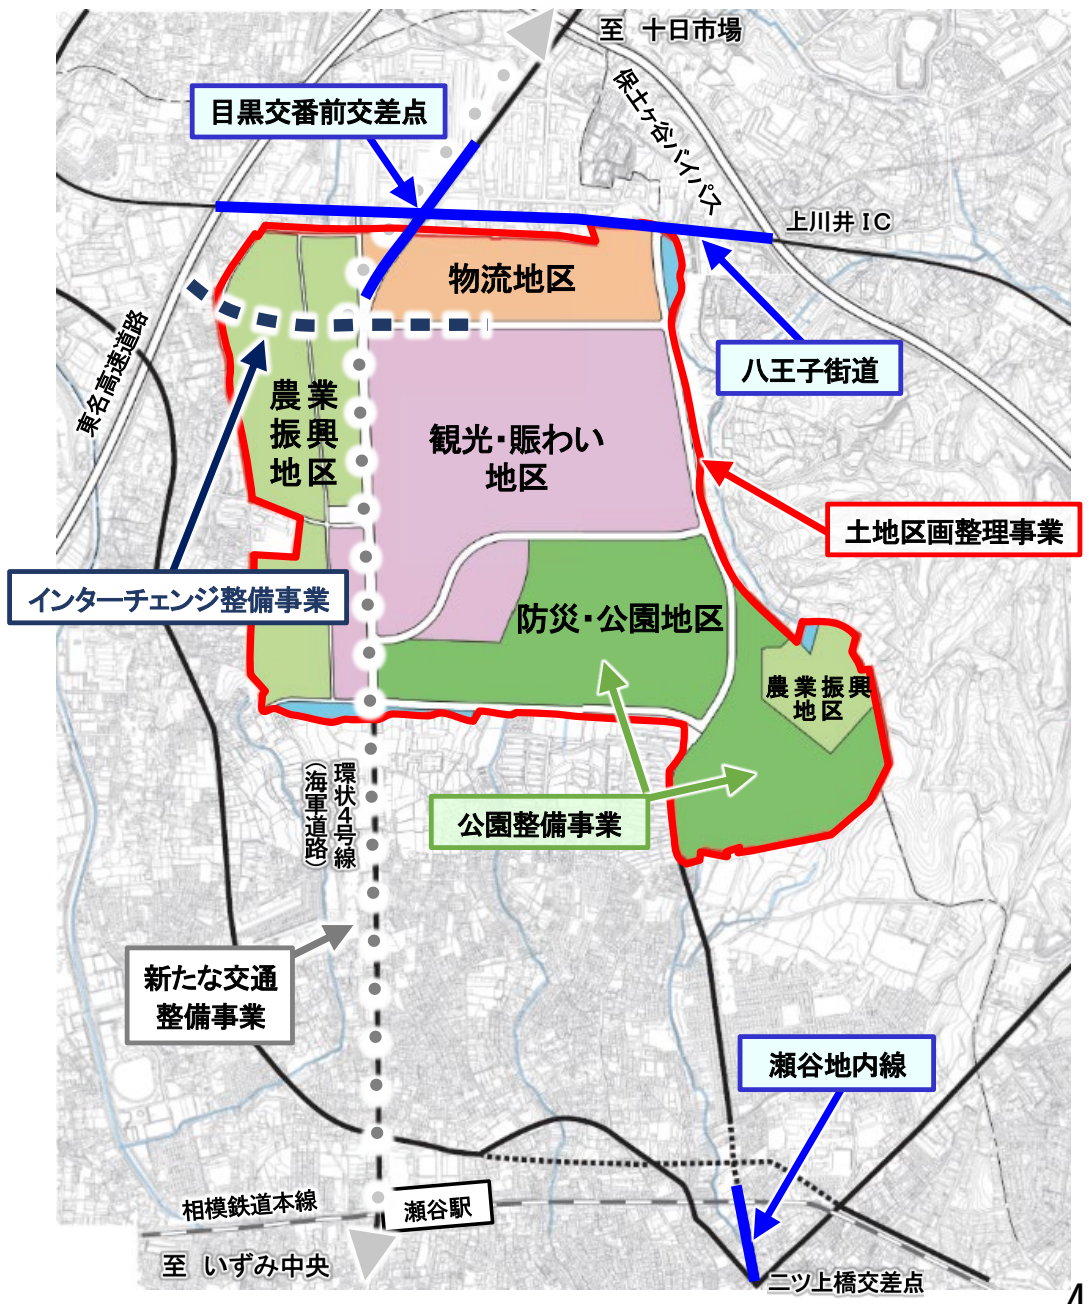 至 十日市場
保土ヶ谷バイパス
目黒交番前交差点
上川井 IC
物流地区
東名高速道路
八王子街道
農業
振興
地区
観光・賑わい
地区
土地区画整理事業
インターチェンジ整備事業
防災・公園地区
農業振興
地区
環状4号線
(海軍道路)
公園整備事業
新たな交通
整備事業
瀬谷地内線
相模鉄道本線
瀬谷駅
至 いずみ中央
二ツ上橋交差点
4